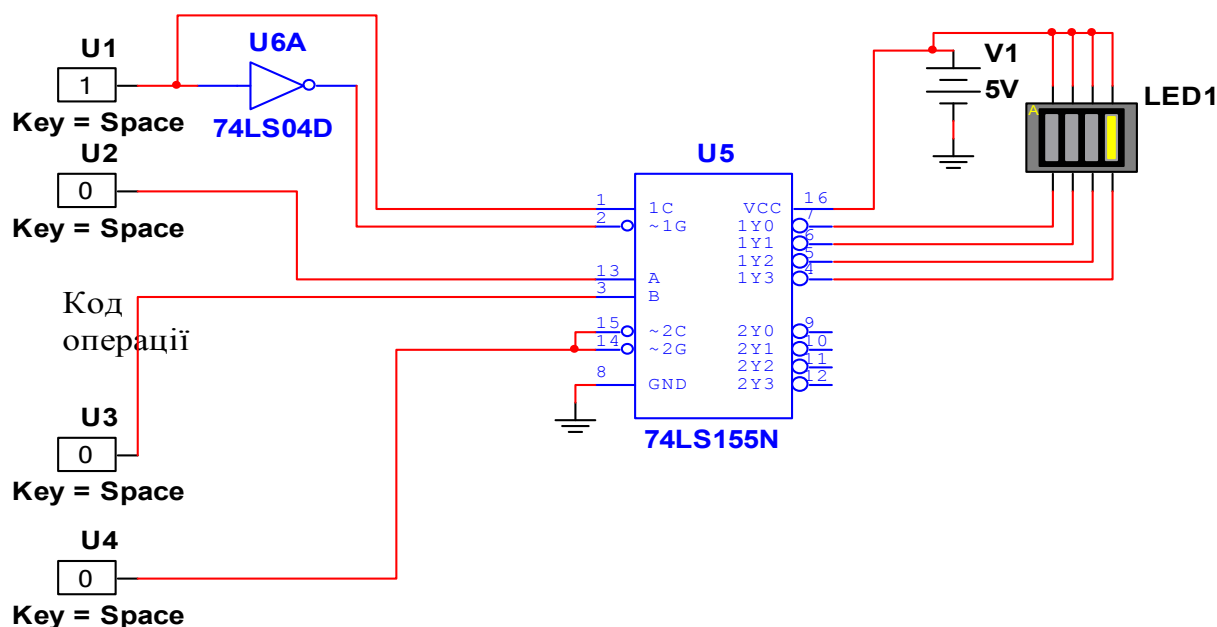 U1
1
Key = Space
U6A
74LS04D
U2
0
Key = Space
Код
операції
U3
0
Key = Space
U4
0
Key = Space
U5
1 1C
2 ~1G
13 A
3 B
15 ~2C
14 ~2G
8 GND
VCC 16
1Y0 7
1Y1 6
1Y2 5
1Y3 4
2Y0 9
2Y1 10
2Y2 11
2Y3 12
74LS155N
V1
5V
A
LED1